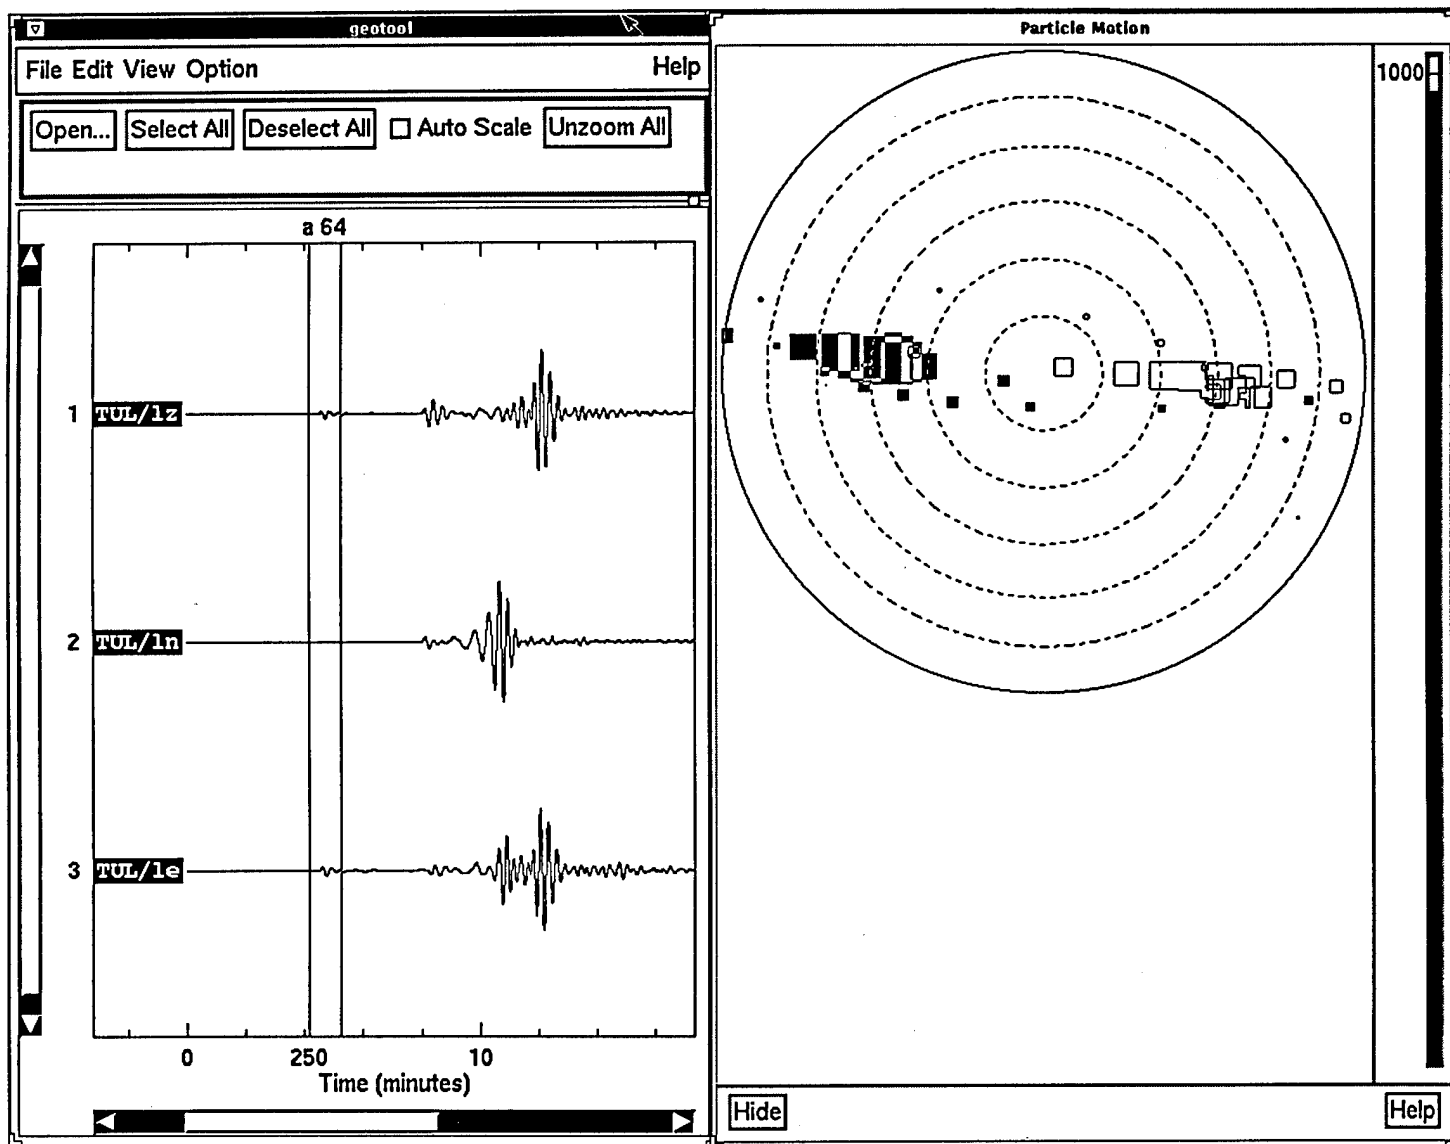 geotool
File Edit View Option Help
Open... Select All Deselect All Auto Scale Unzoom All
a 64
1 TUL/lz
2 TUL/ln
3 TUL/le
0 250 10
Time (minutes)
Particle Motion
1000
Hide Help